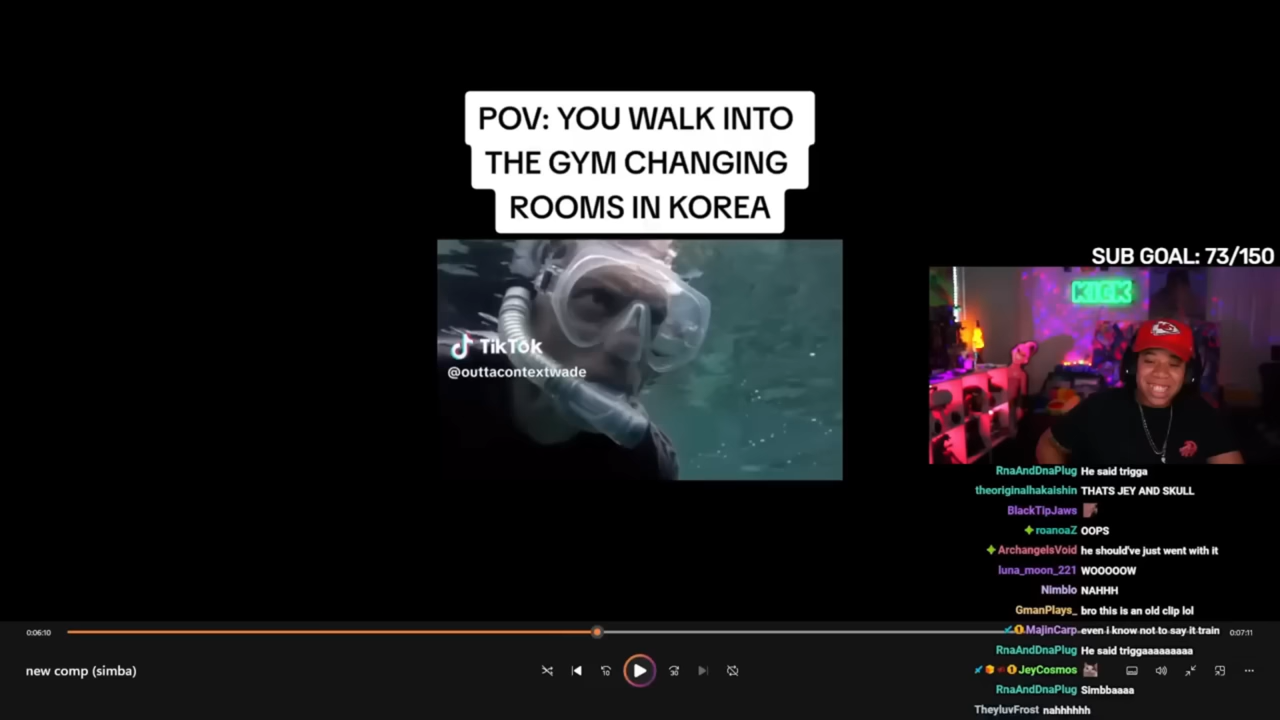 POV: YOU WALK INTO
THE GYM CHANGING
ROOMS IN KOREA
TikTok
@outtacontextwade
SUB GOAL: 73/150
KICK
RnaAndDnaPlug He said trigga
theoriginalhakaishin THATS JEY AND SKULL
BlackTipJaws
roanoaZ OOPS
ArchangelsVoid he should've just went with it
luna_moon_221 WOOOOOW
Nimblo NAHHH
GmanPlays_ bro this is an old clip lol
MajinCarp even i know not to say it train
RnaAndDnaPlug He said triggaaaaaaaaa
JeyCosmos
RnaAndDnaPlug Simbbaaaa
TheyluvFrost nahhhhhh
0:06:10
0:07:11
new comp (simba)
10
30